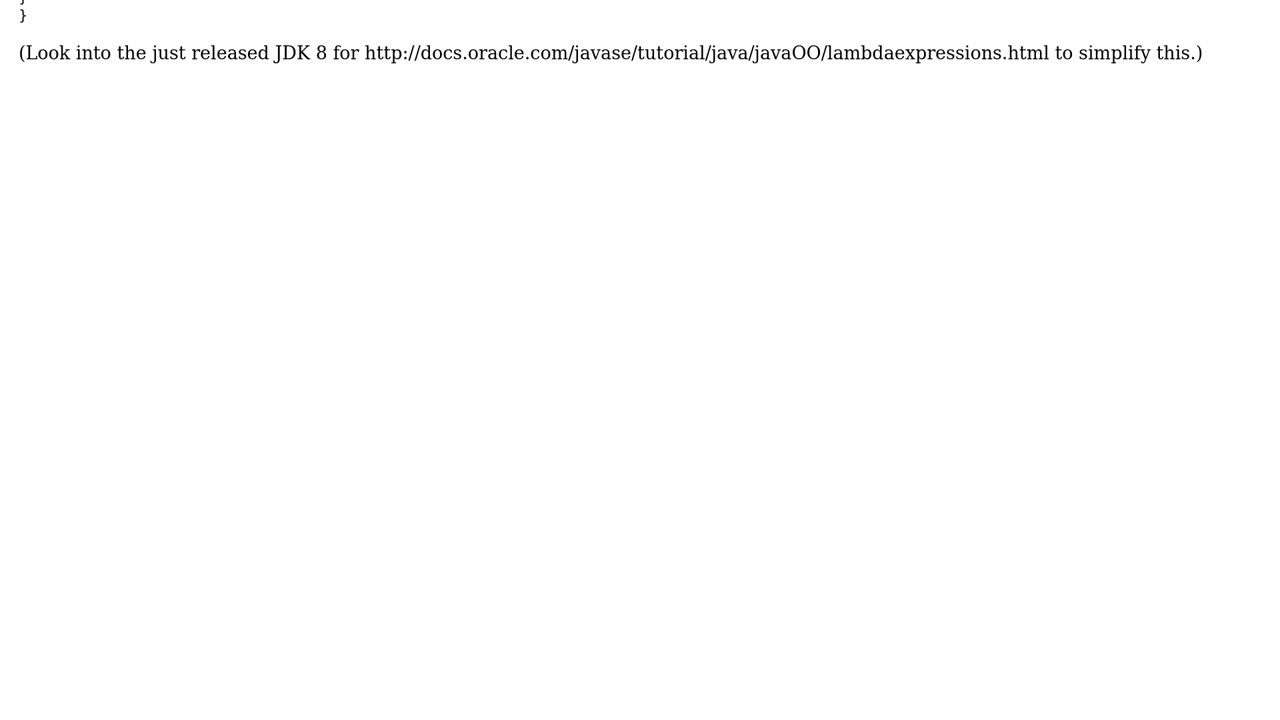 }
}
(Look into the just released JDK 8 for http://docs.oracle.com/javase/tutorial/java/javaOO/lambdaexpressions.html to simplify this.)